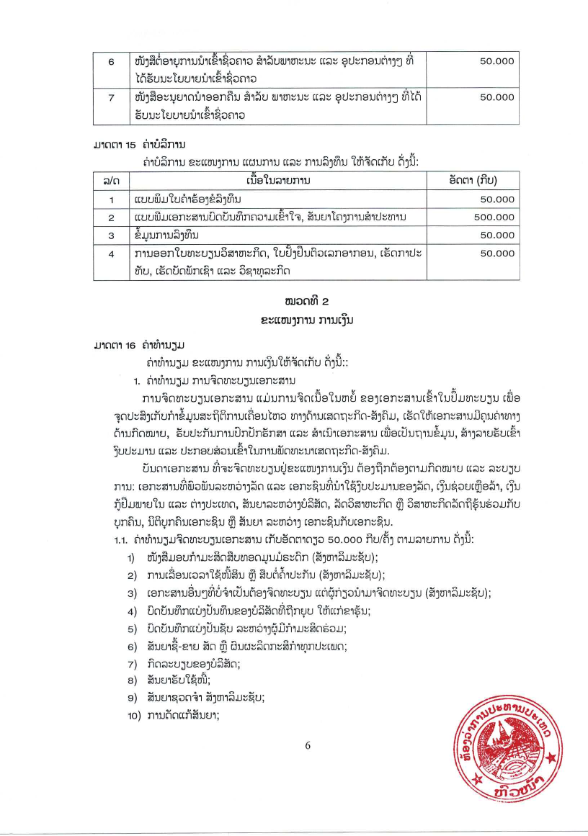 6 ໜັງສືຕໍ່ອາຍຸການນໍາເຂົ້າຊົ່ວຄາວ ສໍາລັບພາຫະນະ ແລະ ອຸປະກອນຕ່າງໆ ທີ່ 50.000
ໄດ້ຮັບນະໂຍບາຍນໍາເຂົ້າຊົ່ວຄາວ
7 ໜັງສືອະນຸຍາດນໍາອອກຄືນ ສໍາລັບ ພາຫະນະ ແລະ ອຸປະກອນຕ່າງໆ ທີ່ໄດ້ 50.000
ຮັບນະໂຍບາຍນໍາເຂົ້າຊົ່ວຄາວ
ມາດຕາ 15 ຄ່າບໍລິການ
ຄ່າບໍລິການ ຂະແໜງການ ແຜນການ ແລະ ການລົງທຶນ ໃຫ້ຈັດເກັບ ດັ່ງນີ້:
ລ/ດ ເນື້ອໃນລາຍການ ອັດຕາ (ກີບ)
1 ແບບພິມໃບຄໍາຮ້ອງຂໍລົງທຶນ 50.000
2 ແບບພິມເອກະສານບົດບັນທຶກຄວາມເຂົ້າໃຈ, ສັນຍາໂຄງການສໍາປະທານ 500.000
3 ຂໍ້ມູນການລົງທຶນ 50.000
4 ການອອກໃບທະບຽນວິສາຫະກິດ, ໃບຢັ້ງຢືນຕົວເລກອາກອນ, ເຮັດກາປະ 50.000
ທັບ, ເຮັດບັດພັກເຊົາ ແລະ ວິຊາທຸລະກິດ
ໝວດທີ 2
ຂະແໜງການ ການເງິນ
ມາດຕາ 16 ຄ່າທໍານຽມ
ຄ່າທໍານຽມ ຂະແໜງການ ການເງິນໃຫ້ຈັດເກັບ ດັ່ງນີ້::
1. ຄ່າທໍານຽມ ການຈົດທະບຽນເອກະສານ
ການຈົດທະບຽນເອກະສານ ແມ່ນການຈົດເນື້ອໃນຫຍໍ້ ຂອງເອກະສານເຂົ້າໃນປຶ້ມທະບຽນ ເພື່ອ
ຈຸດປະສົງເກັບກໍາຂໍ້ມູນສະຖິຕິການເຄື່ອນໄຫວ ທາງດ້ານເສດຖະກິດ-ສັງຄົມ, ເຮັດໃຫ້ເອກະສານມີຄຸນຄ່າທາງ
ດ້ານກົດໝາຍ, ຮັບປະກັນການປົກປັກຮັກສາ ແລະ ສໍາເນົາເອກະສານ ເພື່ອເປັນຖານຂໍ້ມູນ, ສ້າງລາຍຮັບເຂົ້າ
ງົບປະມານ ແລະ ປະກອບສ່ວນເຂົ້າໃນການພັດທະນາເສດຖະກິດ-ສັງຄົມ.
ບັນດາເອກະສານ ທີ່ຈະຈົດທະບຽນຢູ່ຂະແໜງການເງິນ ຕ້ອງຖືກຕ້ອງຕາມກົດໝາຍ ແລະ ລະບຽບ
ການ: ເອກະສານທີ່ພົວພັນລະຫວ່າງລັດ ແລະ ເອກະຊົນທີ່ນໍາໃຊ້ງົບປະມານຂອງລັດ, ເງິນຊ່ວຍເຫຼືອລ້າ, ເງິນ
ກູ້ຢືມພາຍໃນ ແລະ ຕ່າງປະເທດ, ສັນຍາລະຫວ່າງບໍລິສັດ, ລັດວິສາຫະກິດ ຫຼື ວິສາຫະກິດລັດຖືຮຸ້ນຮ່ວມກັບ
ບຸກຄົນ, ນິຕິບຸກຄົນເອກະຊົນ ຫຼື ສັນຍາ ລະຫວ່າງ ເອກະຊົນກັບເອກະຊົນ.
1.1. ຄ່າທໍານຽມຈົດທະບຽນເອກະສານ ເກັບອັດຕາດຽວ 50.000 ກີບ/ຄັ້ງ ຕາມລາຍການ ດັ່ງນີ້:
1) ໜັງສືມອບກໍາມະສິດສືບທອດມູນມໍຣະດົກ (ສັງຫາລິມະຊັບ);
2) ການເລື່ອນເວລາໃຊ້ໜີ້ສິນ ຫຼື ສືບຕໍ່ຄໍ້າປະກັນ (ສັງຫາລິມະຊັບ);
3) ເອກະສານອື່ນໆທີ່ບໍ່ຈໍາເປັນຕ້ອງຈົດທະບຽນ ແຕ່ຜູ້ກ່ຽວນໍາມາຈົດທະບຽນ (ສັງຫາລິມະຊັບ);
4) ບົດບັນທຶກແບ່ງປັນທຶນຂອງບໍລິສັດທີ່ຖືກຍຸບ ໃຫ້ແກ່ຂາຮຸ້ນ;
5) ບົດບັນທຶກແບ່ງປັນຊັບ ລະຫວ່າງຜູ້ມີກໍາມະສິດຮ່ວມ;
6) ສັນຍາຊື້-ຂາຍ ສັດ ຫຼື ຜົນຜະລິດກະສິກໍາທຸກປະເພດ;
7) ກົດລະບຽບຂອງບໍລິສັດ;
8) ສັນຍາຮັບໃຊ້ໜີ້;
9) ສັນຍາຊວດຈໍາ ສັງຫາລິມະຊັບ;
10) ການດັດແກ້ສັນຍາ;
6
ຫ້ອງວ່າການປະທານປະເທດ
ຫົວໜ້າ